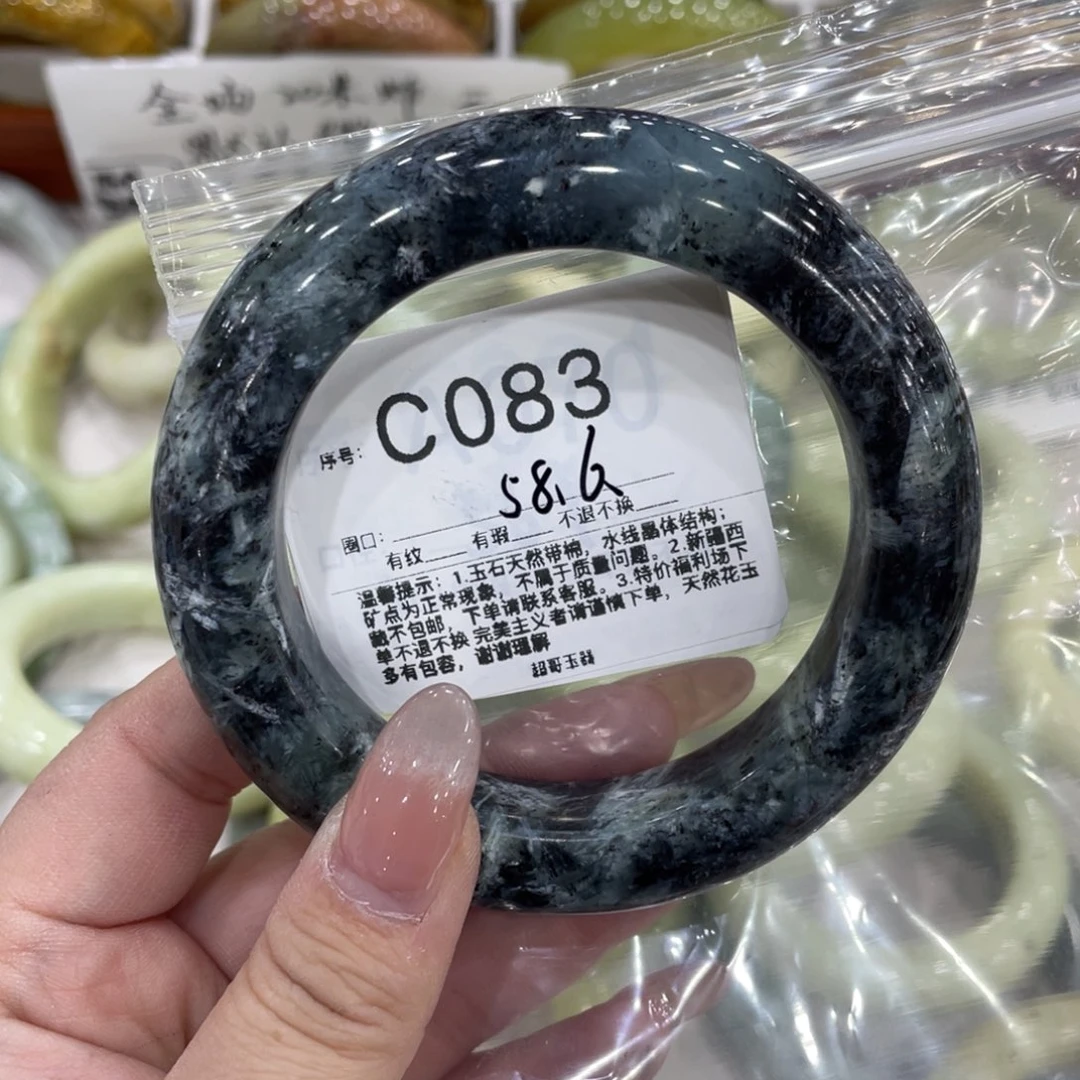 序号: C083
圈口: 58.6
有纹 有瑕 不退不换
温馨提示：1.玉石天然带棉，水线晶体结构；
矿点为正常现象，不属于质量问题。2.新疆西
藏不包邮，下单请联系客服。3.特价福利场下
单不退不换 完美主义者请谨慎下单，天然花玉
多有包容，谢谢理解